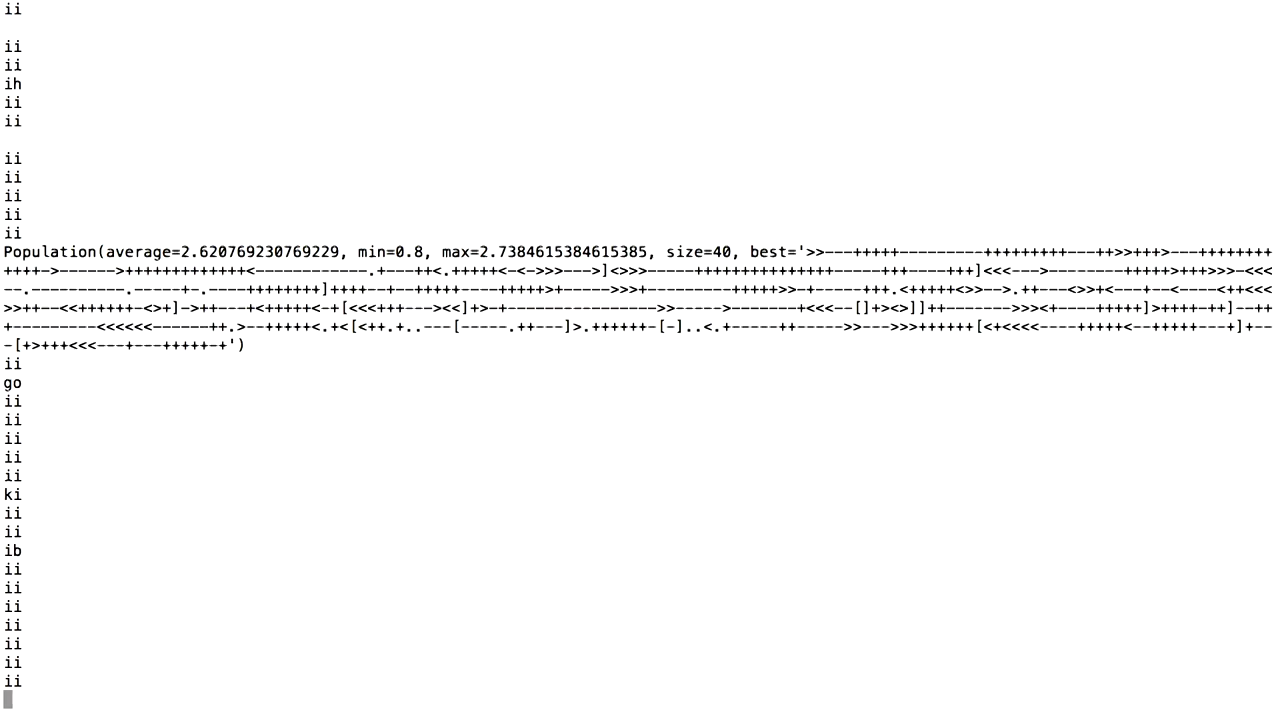 ii

ii
ii
ih
ii
ii

ii
ii
ii
ii
ii
Population(average=2.620769230769229, min=0.8, max=2.7384615384615385, size=40, best='>>---+++++---------+++++++++---++>>+++>---++++++++
++++->------>+++++++++++++<------------.+---++<.+++++<-<->>>--->]<>>>-----+++++++++++++++-----+++----+++]<<<--->--------+++++>+++>>>-<<<
--.----------.-----+-.----++++++++]++++--+--+++++----+++++>+----->>>+---------+++++>>-+-----+++.<+++++<>>-->.++---<>>+<---+--<----<++<<<
>>++--<<++++++-<>+]->++---+<+++++<-+[<<<+++---><<]+>-+---------------->>----->-------+<<<--[]+><>]]++------->>><+----+++++]>++++-++]--++
+---------<<<<<<------++.>--+++++<.+<[<++.+..---[-----.++---]>.++++++-[-]..<.+-----++----->>--->>>++++++[<+<<<<----+++++<--+++++---+]+--
-[+>+++<<<---+---+++++-+')
ii
go
ii
ii
ii
ii
ii
ki
ii
ii
ib
ii
ii
ii
ii
ii
ii
ii